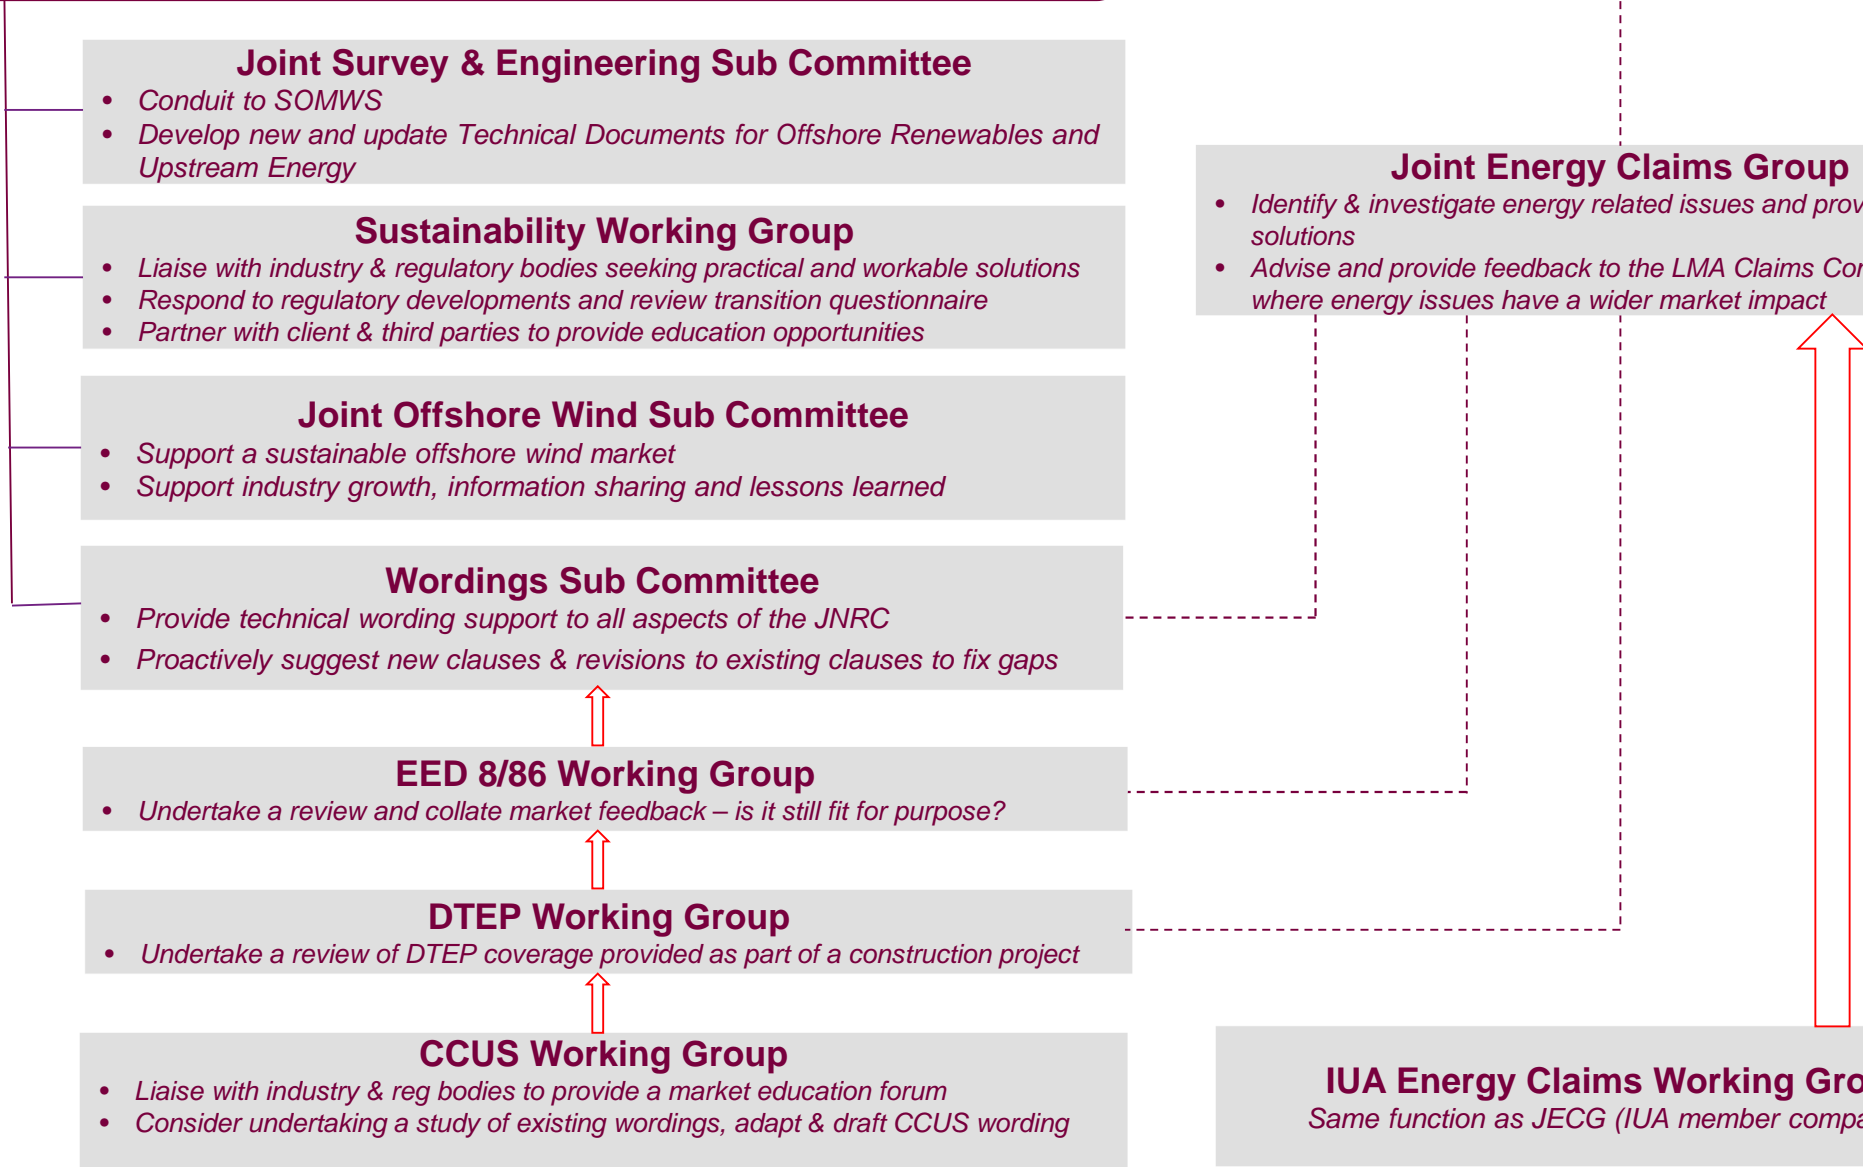 Joint Survey & Engineering Sub Committee
• Conduit to SOMWS
• Develop new and update Technical Documents for Offshore Renewables and
Upstream Energy
Sustainability Working Group
• Liaise with industry & regulatory bodies seeking practical and workable solutions
• Respond to regulatory developments and review transition questionnaire
• Partner with client & third parties to provide education opportunities
Joint Offshore Wind Sub Committee
• Support a sustainable offshore wind market
• Support industry growth, information sharing and lessons learned
Wordings Sub Committee
• Provide technical wording support to all aspects of the JNRC
• Proactively suggest new clauses & revisions to existing clauses to fix gaps
EED 8/86 Working Group
• Undertake a review and collate market feedback – is it still fit for purpose?
DTEP Working Group
• Undertake a review of DTEP coverage provided as part of a construction project
CCUS Working Group
• Liaise with industry & reg bodies to provide a market education forum
• Consider undertaking a study of existing wordings, adapt & draft CCUS wording
Joint Energy Claims Group
• Identify & investigate energy related issues and
solutions
• Advise and provide feedback to the LMA Claims
where energy issues have a wider market impact
IUA Energy Claims Working
Same function as JECG (IUA member